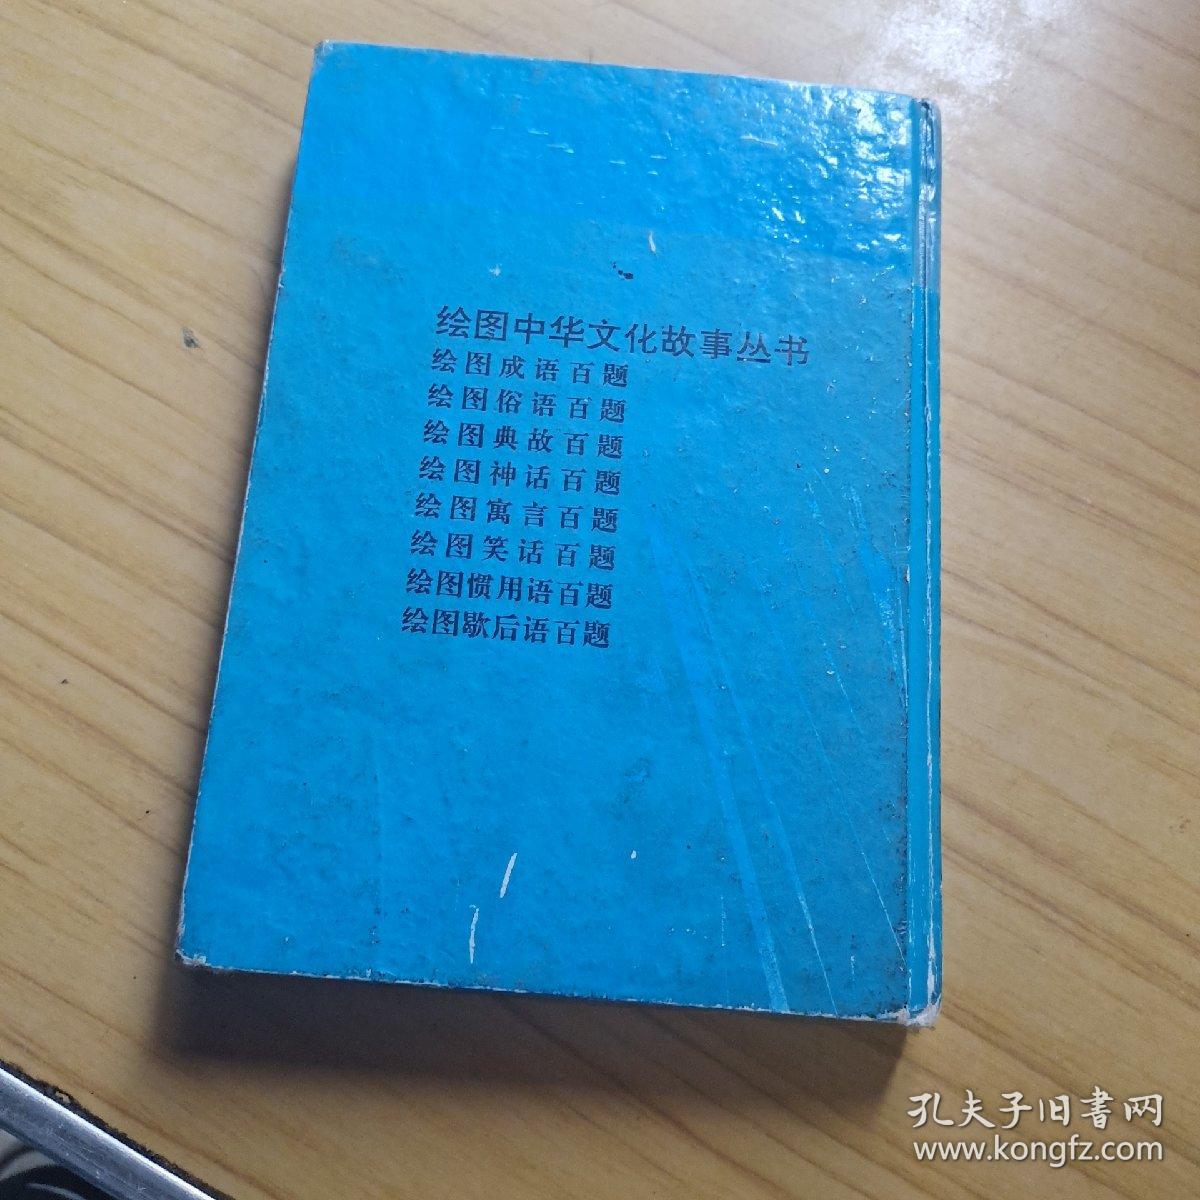 绘图中华文化故事丛书
绘图成语百题
绘图俗语百题
绘图典故百题
绘图神话百题
绘图寓言百题
绘图笑话百题
绘图惯用语百题
绘图歇后语百题
孔夫子旧書网
www.kongfz.com